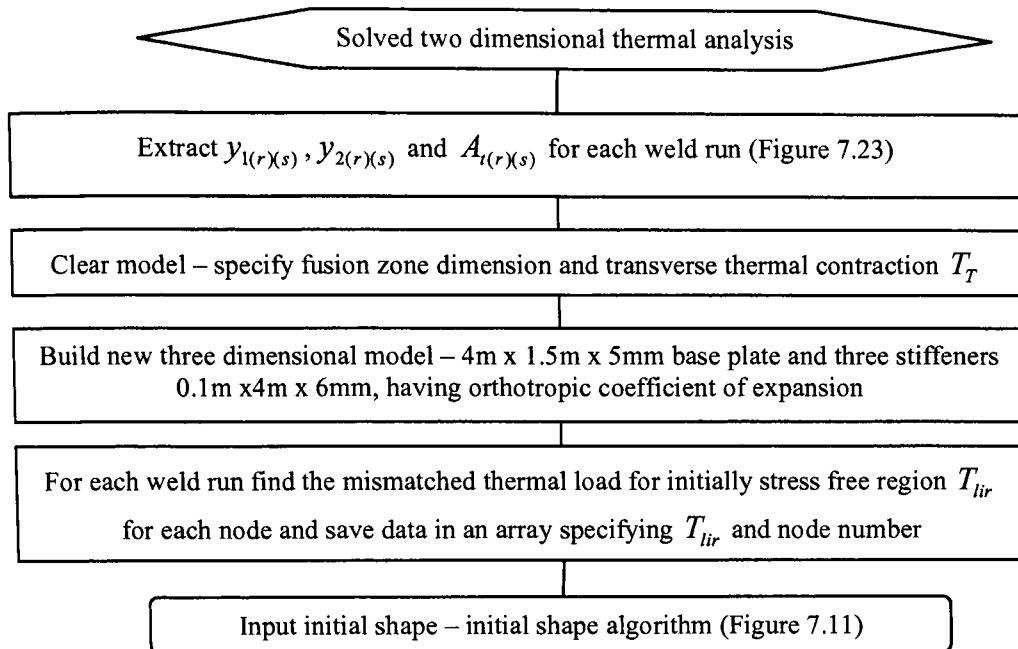 Solved two dimensional thermal analysis
Extract y₁₍ᵣ₎₍ₛ₎, y₂₍ᵣ₎₍ₛ₎ and Aₜ₍ᵣ₎₍ₛ₎ for each weld run (Figure 7.23)
Clear model – specify fusion zone dimension and transverse thermal contraction T_T
Build new three dimensional model – 4m x 1.5m x 5mm base plate and three stiffeners
0.1m x4m x 6mm, having orthotropic coefficient of expansion
For each weld run find the mismatched thermal load for initially stress free region T_lir
for each node and save data in an array specifying T_lir and node number
Input initial shape – initial shape algorithm (Figure 7.11)